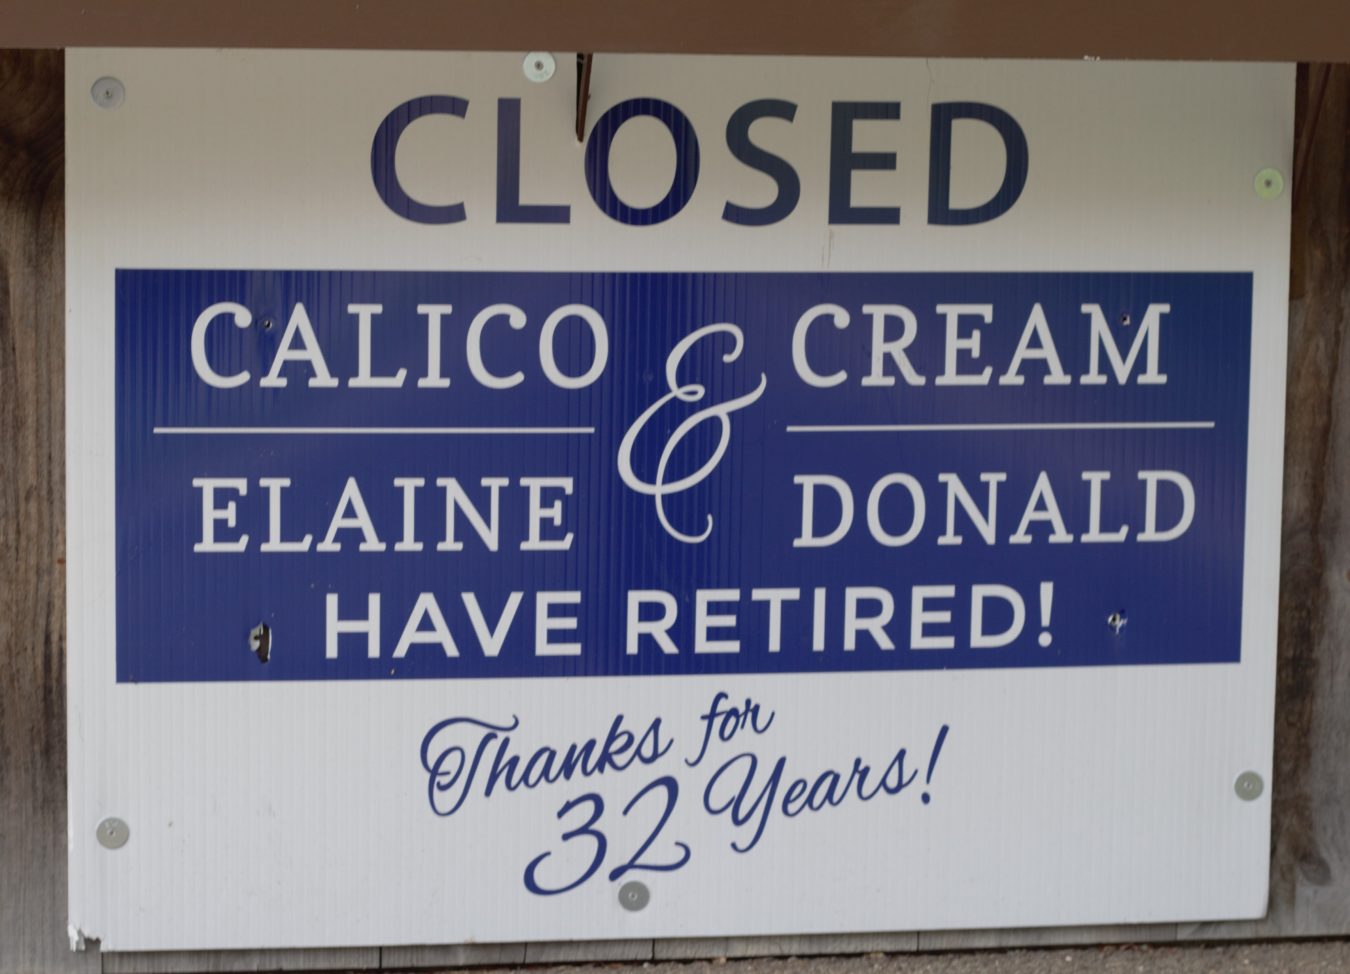 CLOSED
CALICO & CREAM
ELAINE DONALD
HAVE RETIRED!
Thanks for
32 Years!